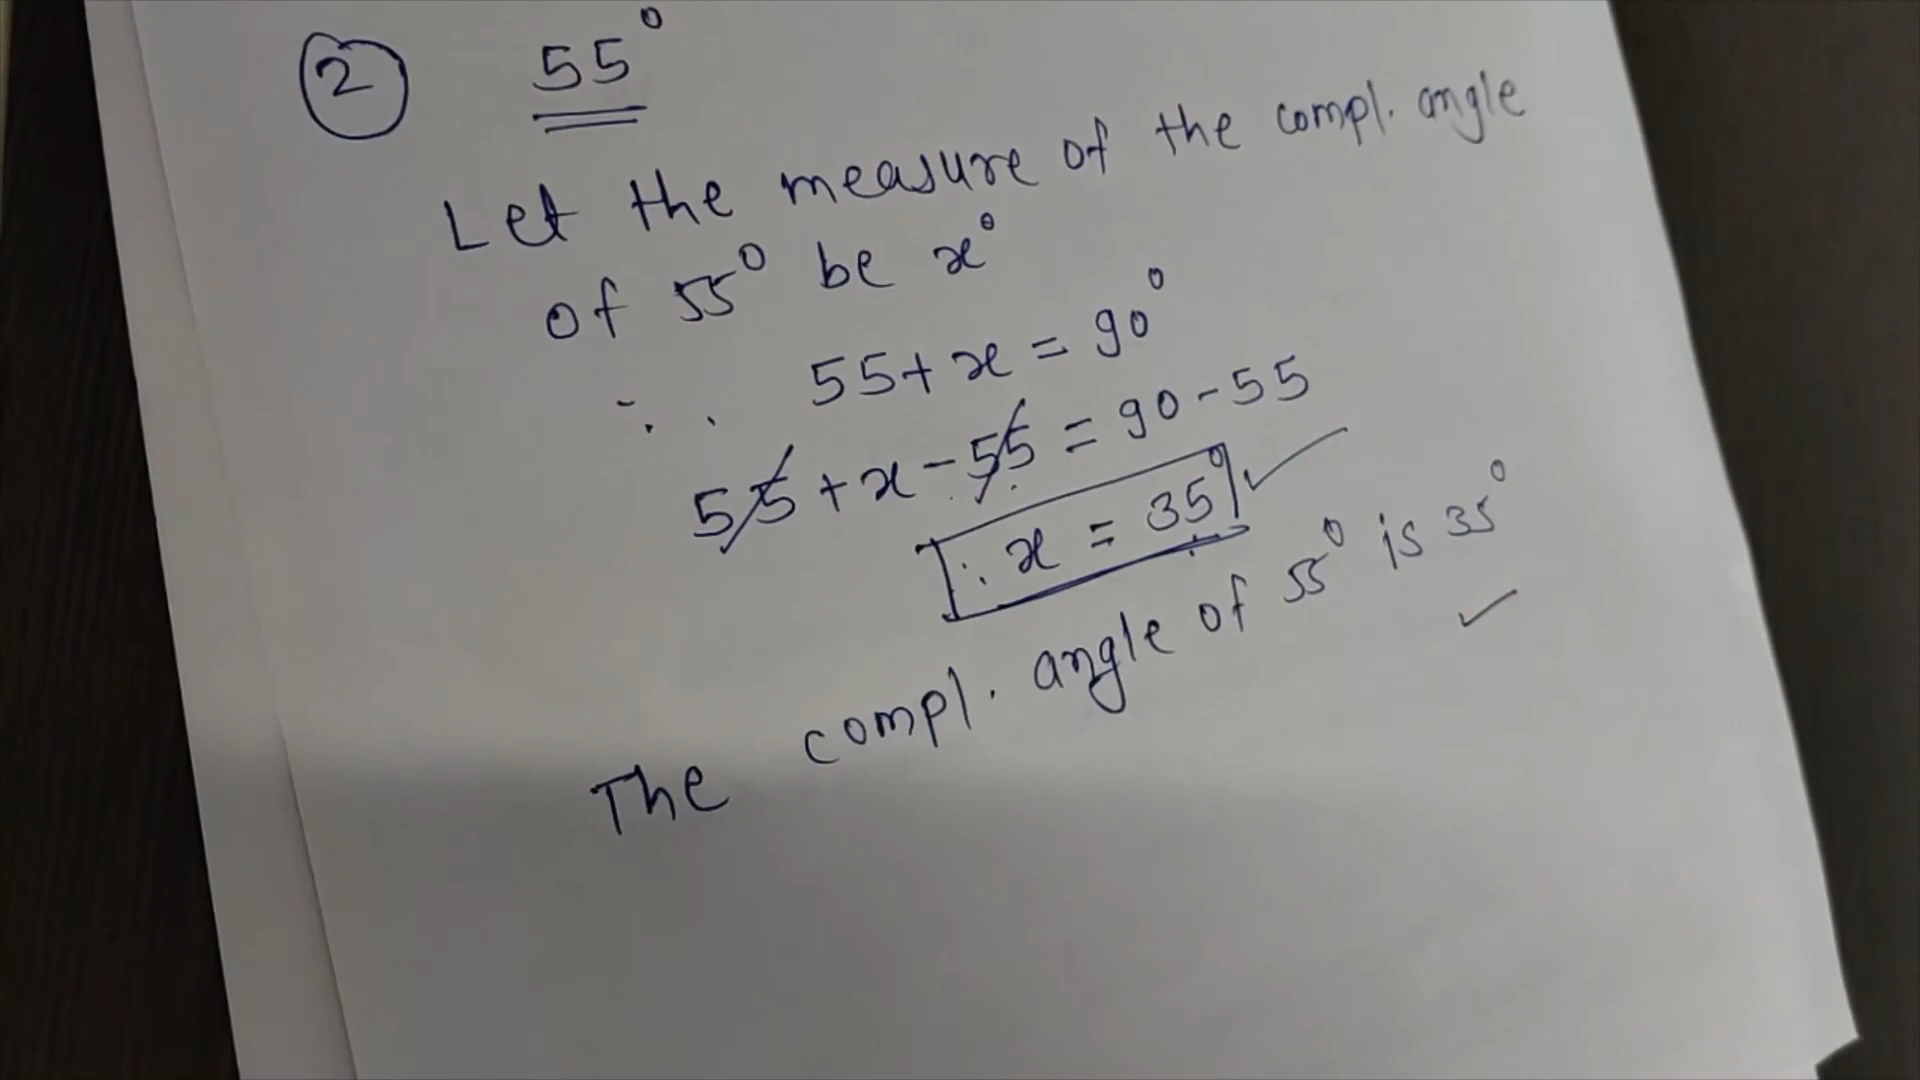 2 55°
Let the measure of the compl. angle
of 55° be x°
∴ 55+x = 90°
55+x-55 = 90-55
∴ x = 35°
The compl. angle of 55° is 35°